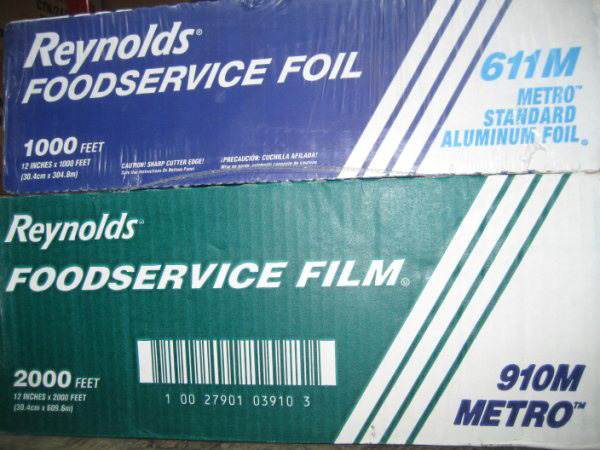 Reynolds®
FOODSERVICE FOIL
611M
METRO™
STANDARD
ALUMINUM FOIL®
1000 FEET
12 INCHES x 1000 FEET
(30.4cm x 304.8m)
CAUTION! SHARP CUTTER EDGE!
¡PRECAUCIÓN: CUCHILLA AFILADA!
Reynolds®
FOODSERVICE FILM®
2000 FEET
12 INCHES x 2000 FEET
(30.4cm x 609.6m)
1 00 27901 03910 3
910M
METRO™